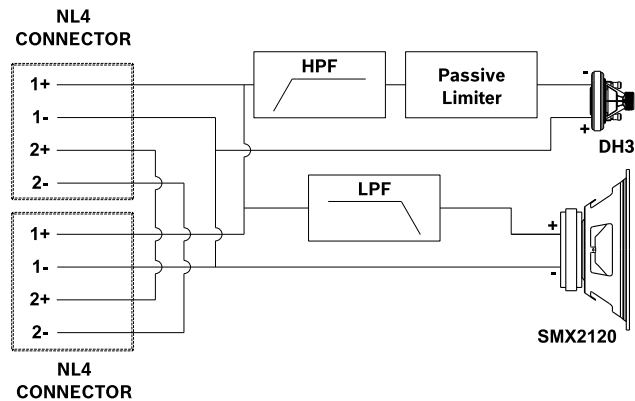 NL4
CONNECTOR
1+
1-
2+
2-
1+
1-
2+
2-
NL4
CONNECTOR
HPF
Passive
Limiter
-
+
DH3
LPF
+
-
SMX2120